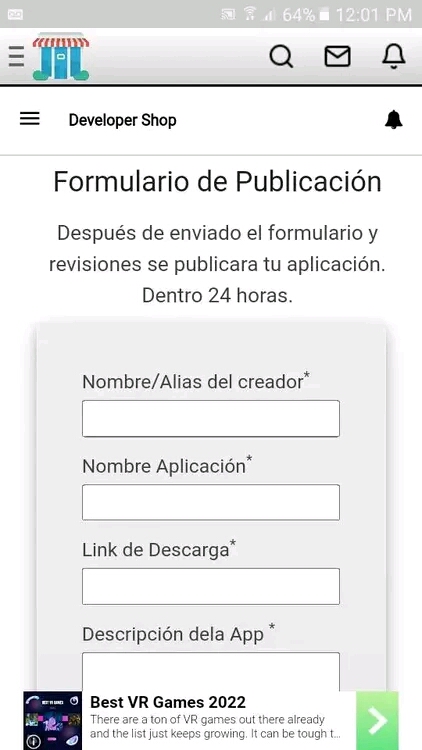 64% 12:01 PM
Developer Shop
Formulario de Publicación
Después de enviado el formulario y
revisiones se publicara tu aplicación.
Dentro 24 horas.
Nombre/Alias del creador*
Nombre Aplicación*
Link de Descarga*
Descripción dela App *
Best VR Games 2022
There are a ton of VR games out there already
and the list just keeps growing. It can be tough t...